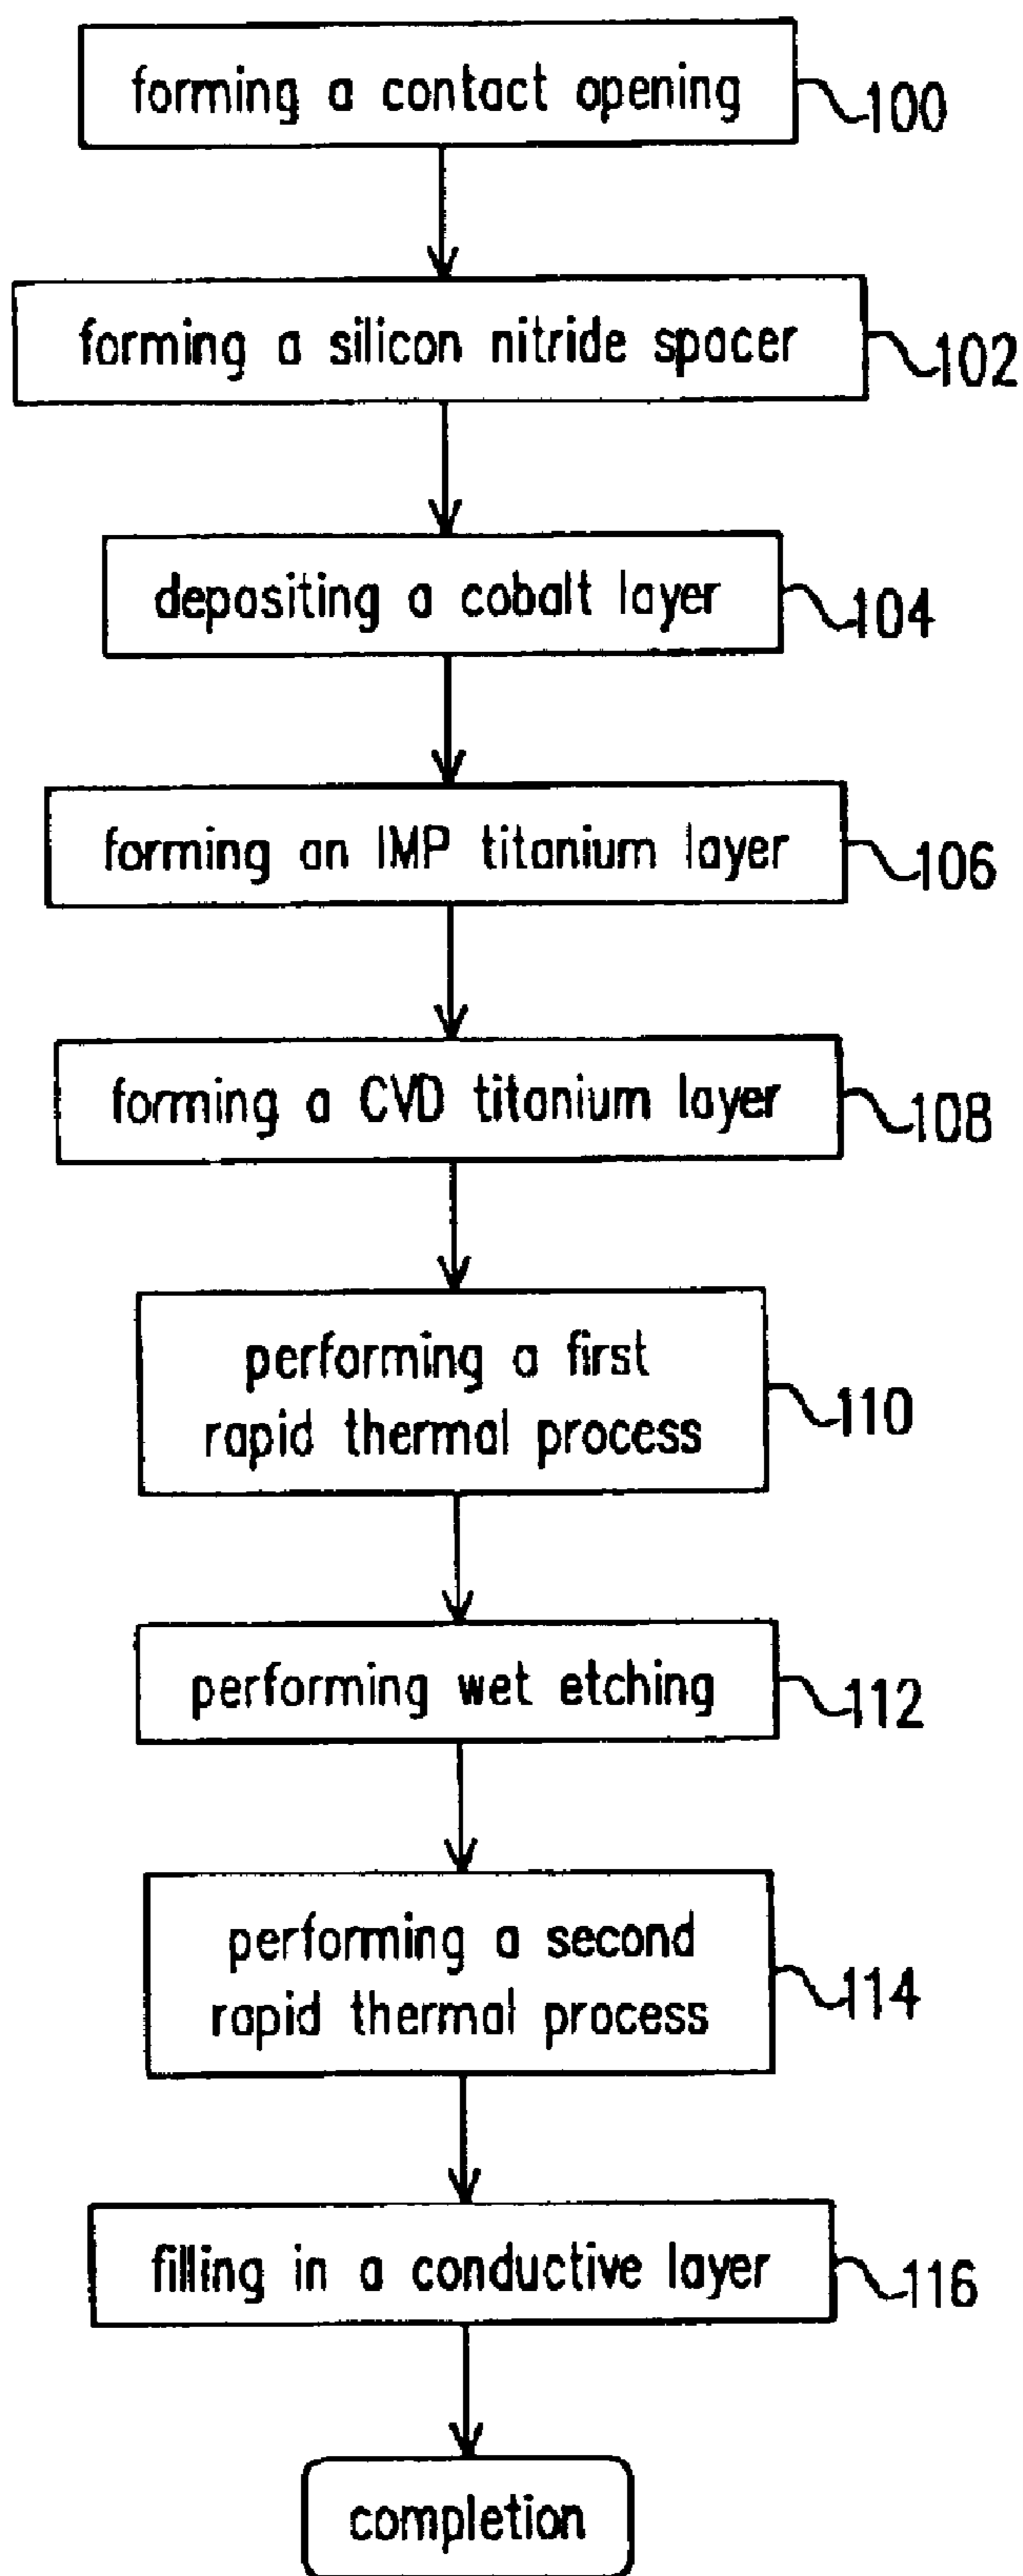 forming a contact opening
100
forming a silicon nitride spacer
102
depositing a cobalt layer
104
forming an IMP titanium layer
106
forming a CVD titanium layer
108
performing a first
rapid thermal process
110
performing wet etching
112
performing a second
rapid thermal process
114
filling in a conductive layer
116
completion